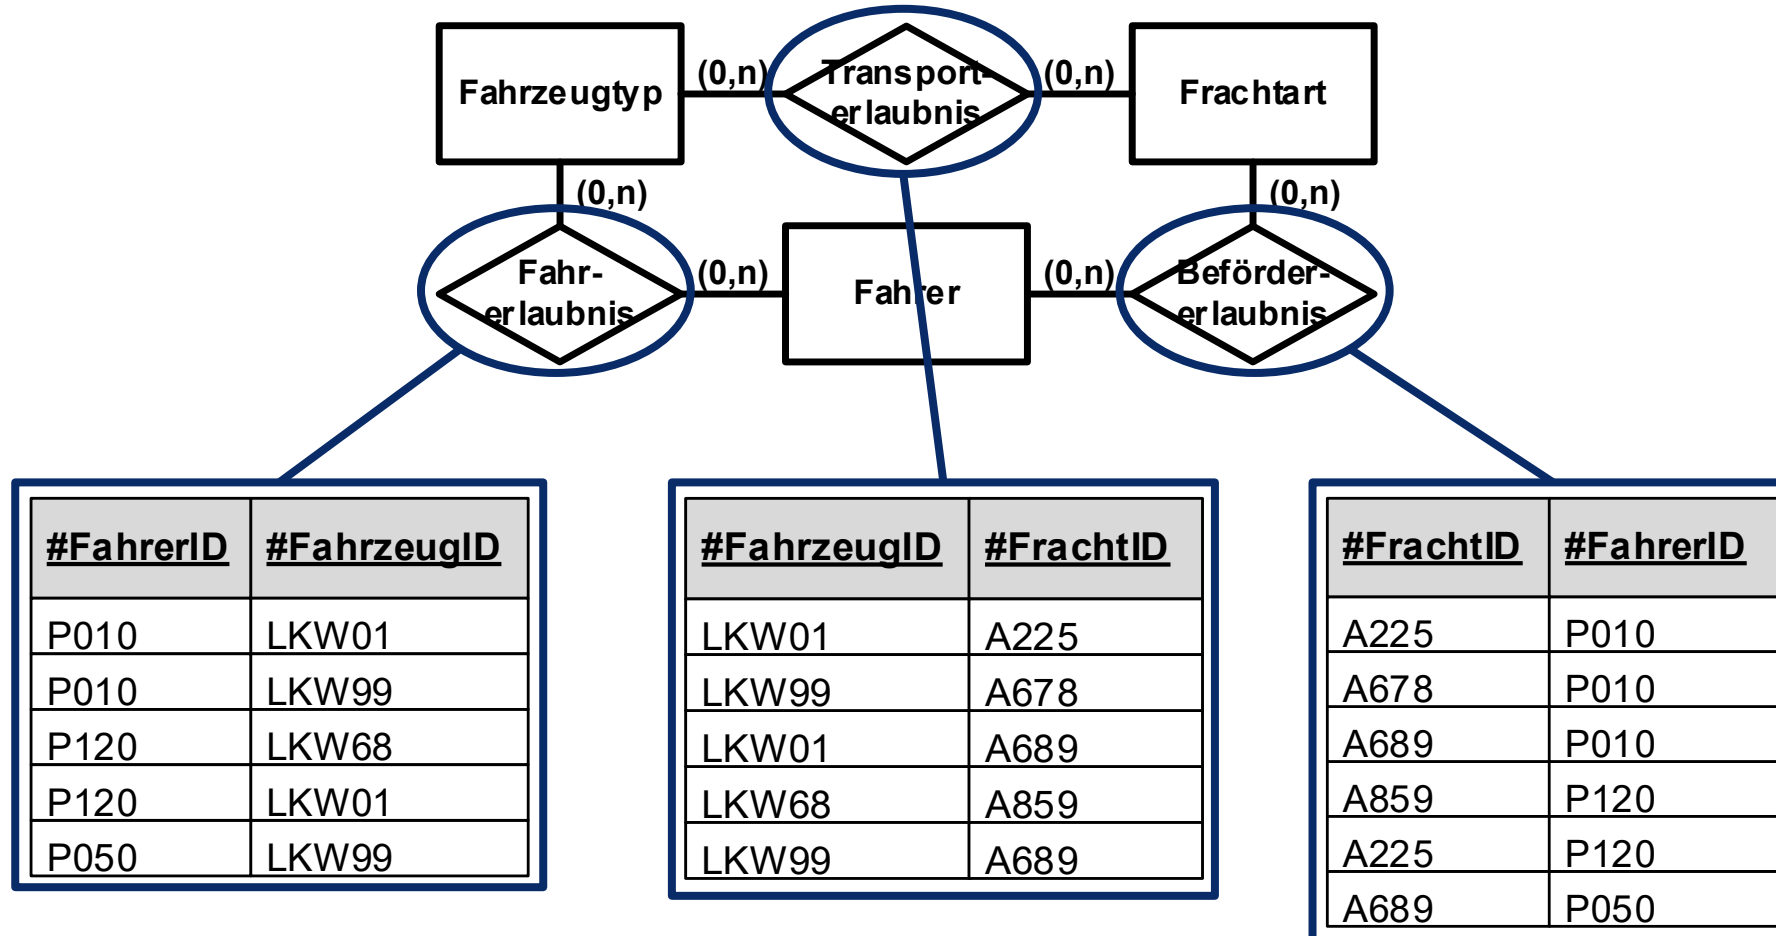 Fahrzeugtyp
(0,n)
Transport-
erlaubnis
(0,n)
Frachtart
(0,n)
(0,n)
Fahr-
erlaubnis
(0,n)
Fahrer
(0,n)
Beförder-
erlaubnis
#FahrerID #FahrzeugID
P010 LKW01
P010 LKW99
P120 LKW68
P120 LKW01
P050 LKW99
#FahrzeugID #FrachtID
LKW01 A225
LKW99 A678
LKW01 A689
LKW68 A859
LKW99 A689
#FrachtID #FahrerID
A225 P010
A678 P010
A689 P010
A859 P120
A225 P120
A689 P050